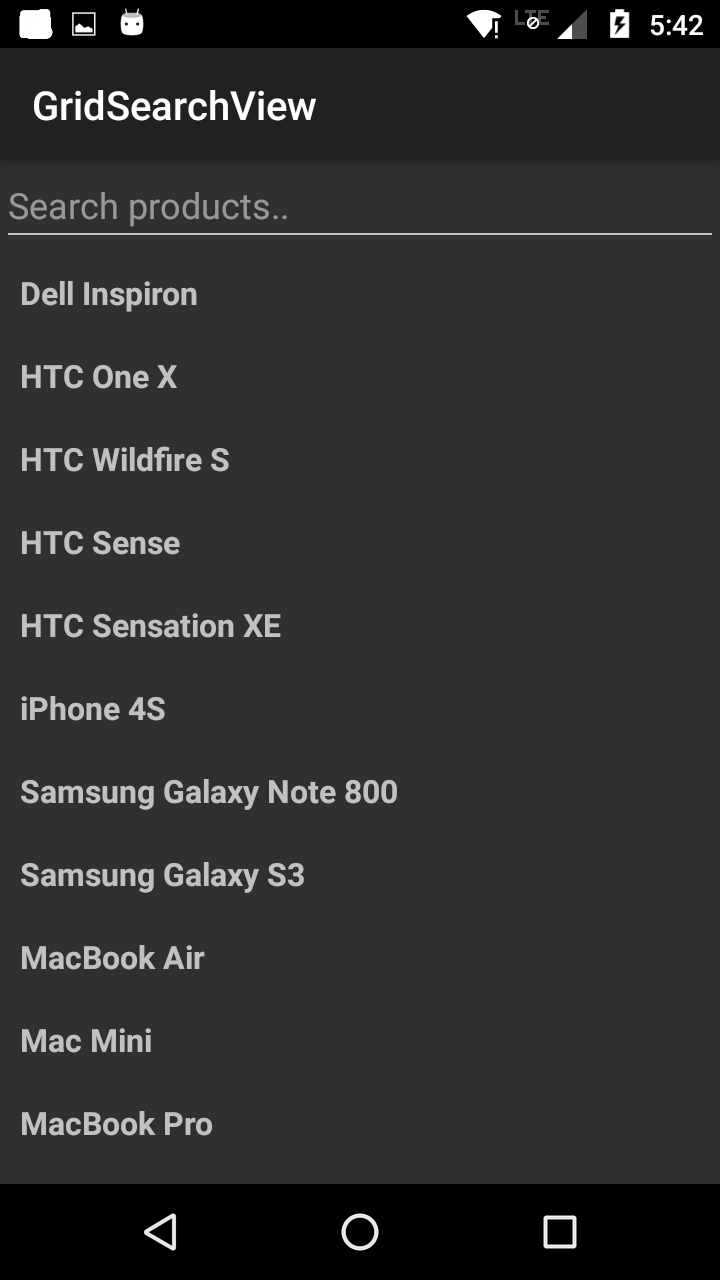 LTE 5:42
GridSearchView
Search products..
Dell Inspiron
HTC One X
HTC Wildfire S
HTC Sense
HTC Sensation XE
iPhone 4S
Samsung Galaxy Note 800
Samsung Galaxy S3
MacBook Air
Mac Mini
MacBook Pro